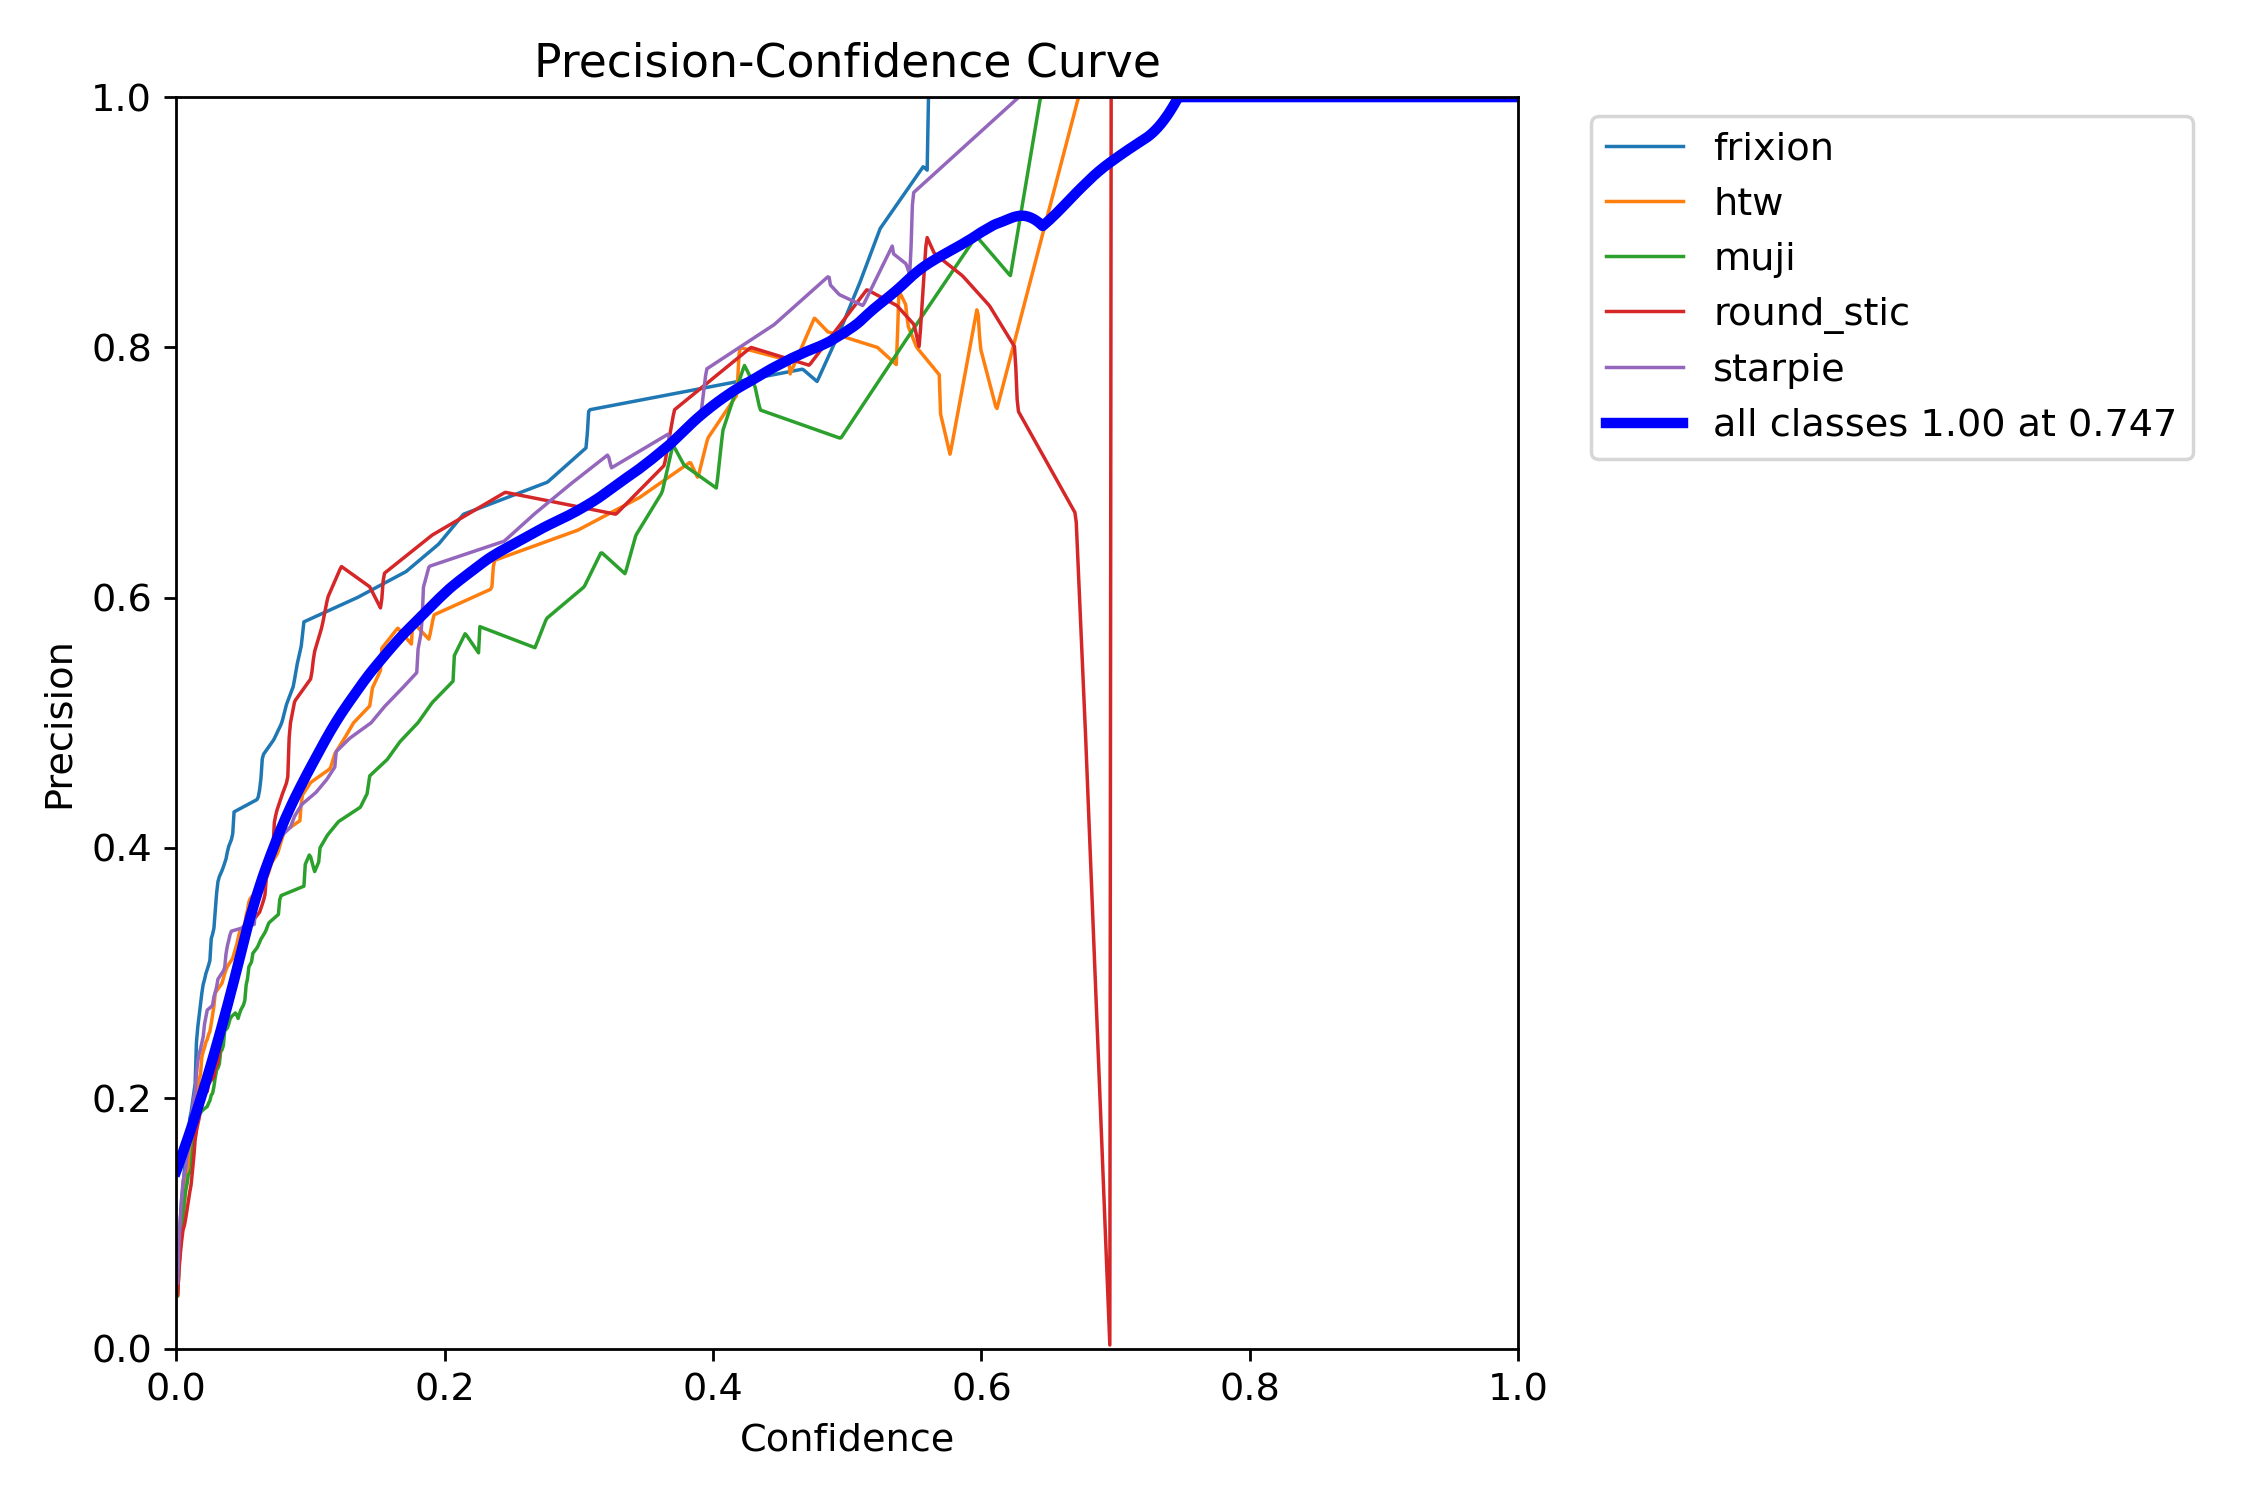 Precision-Confidence Curve
1.0
0.8
0.6
0.4
0.2
0.0
Precision
0.0 0.2 0.4 0.6 0.8 1.0
Confidence
frixion
htw
muji
round_stic
starpie
all classes 1.00 at 0.747